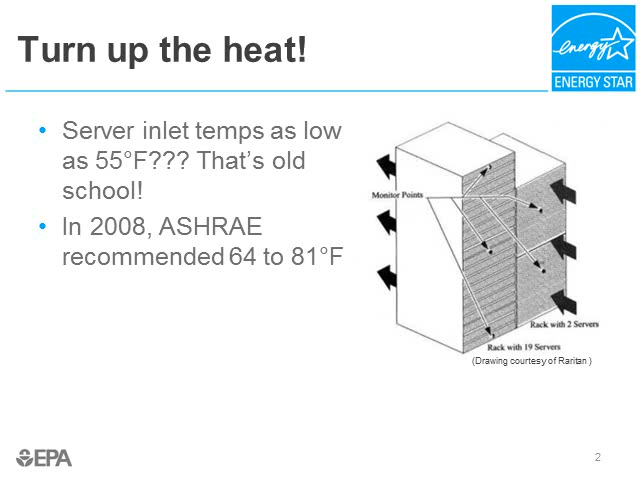 Turn up the heat!
energy
ENERGY STAR
• Server inlet temps as low
as 55°F??? That’s old
school!
• In 2008, ASHRAE
recommended 64 to 81°F
Monitor Points
Rack with 2 Servers
Rack with 19 Servers
(Drawing courtesy of Raritan )
EPA
2